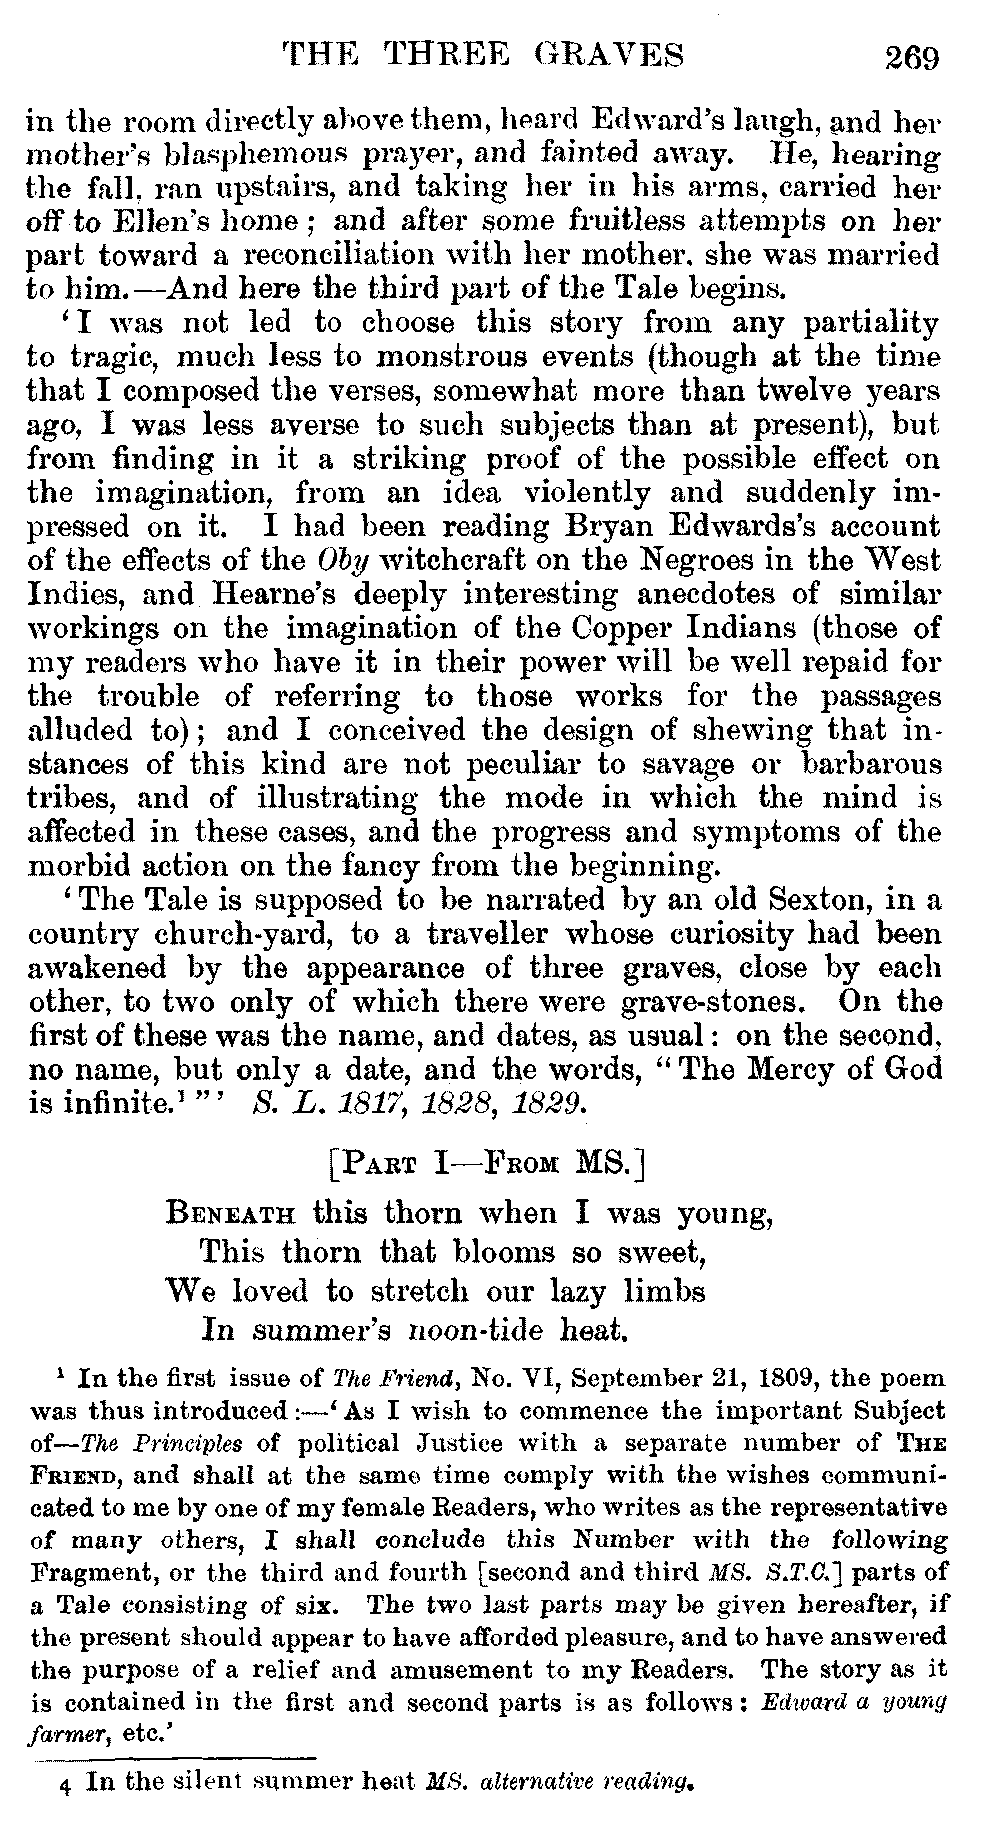 THE THREE GRAVES 269
in the room directly above them, heard Edward's laugh, and her
mother's blasphemous prayer, and fainted away. He, hearing
the fall, ran upstairs, and taking her in his arms, carried her
off to Ellen's home ; and after some fruitless attempts on her
part toward a reconciliation with her mother, she was married
to him.—And here the third part of the Tale begins.
‘I was not led to choose this story from any partiality
to tragic, much less to monstrous events (though at the time
that I composed the verses, somewhat more than twelve years
ago, I was less averse to such subjects than at present), but
from finding in it a striking proof of the possible effect on
the imagination, from an idea violently and suddenly im-
pressed on it. I had been reading Bryan Edwards's account
of the effects of the Oby witchcraft on the Negroes in the West
Indies, and Hearne's deeply interesting anecdotes of similar
workings on the imagination of the Copper Indians (those of
my readers who have it in their power will be well repaid for
the trouble of referring to those works for the passages
alluded to) ; and I conceived the design of shewing that in-
stances of this kind are not peculiar to savage or barbarous
tribes, and of illustrating the mode in which the mind is
affected in these cases, and the progress and symptoms of the
morbid action on the fancy from the beginning.
‘The Tale is supposed to be narrated by an old Sexton, in a
country church-yard, to a traveller whose curiosity had been
awakened by the appearance of three graves, close by each
other, to two only of which there were grave-stones. On the
first of these was the name, and dates, as usual : on the second,
no name, but only a date, and the words, “The Mercy of God
is infinite.¹ ”’ S. L. 1817, 1828, 1829.
[PART I—FROM MS.]
BENEATH this thorn when I was young,
This thorn that blooms so sweet,
We loved to stretch our lazy limbs
In summer's noon-tide heat.
¹ In the first issue of The Friend, No. VI, September 21, 1809, the poem
was thus introduced :—‘As I wish to commence the important Subject
of—The Principles of political Justice with a separate number of THE
FRIEND, and shall at the same time comply with the wishes communi-
cated to me by one of my female Readers, who writes as the representative
of many others, I shall conclude this Number with the following
Fragment, or the third and fourth [second and third MS. S.T.C.] parts of
a Tale consisting of six. The two last parts may be given hereafter, if
the present should appear to have afforded pleasure, and to have answered
the purpose of a relief and amusement to my Readers. The story as it
is contained in the first and second parts is as follows : Edward a young
farmer, etc.’
4 In the silent summer heat MS. alternative reading.